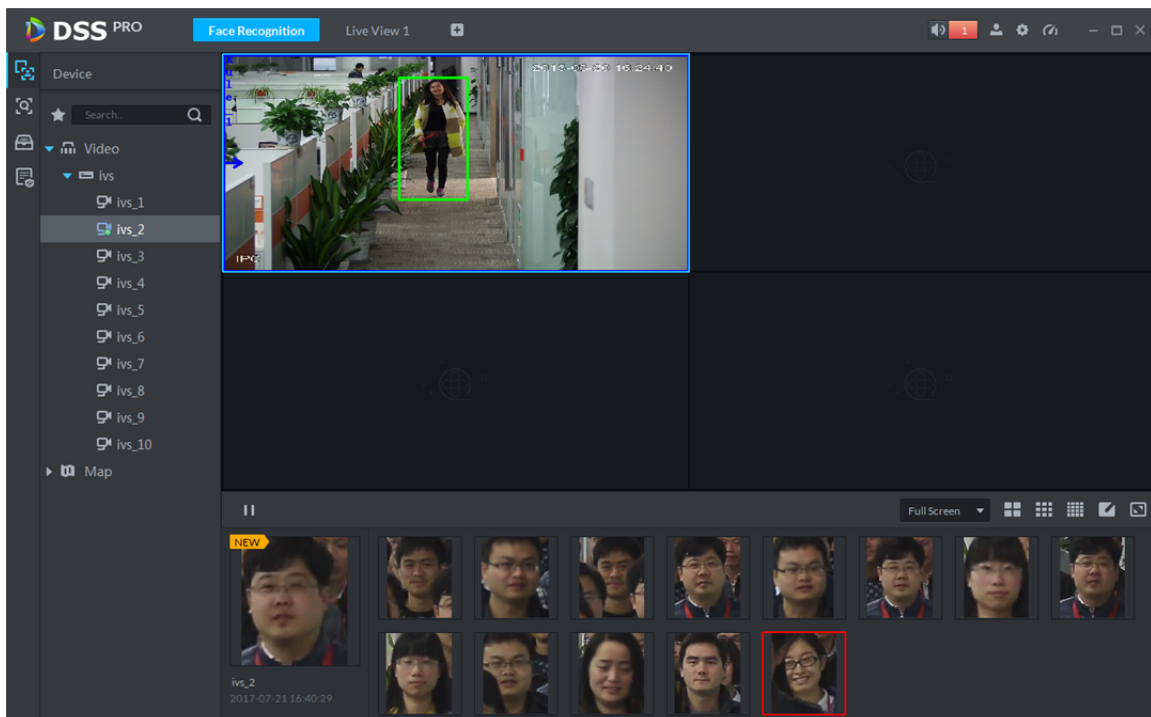 DSS PRO
Face Recognition
Live View 1
1
Device
Search..
Video
ivs
ivs_1
ivs_2
ivs_3
ivs_4
ivs_5
ivs_6
ivs_7
ivs_8
ivs_9
ivs_10
Map
IPC
Full Screen
NEW
ivs_2
2017-07-21 16:40:29